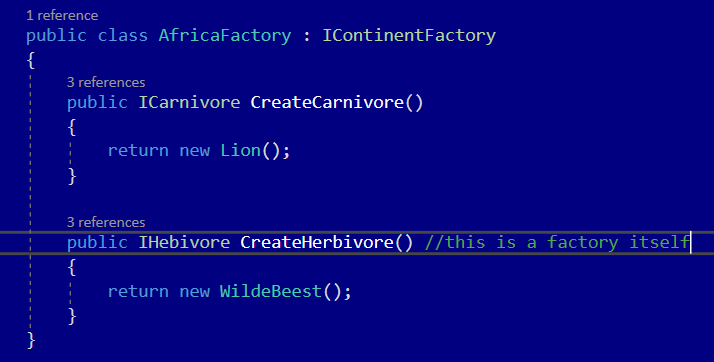 1 reference
public class AfricaFactory : IContinentFactory
{
3 references
public ICarnivore CreateCarnivore()
{
return new Lion();
}
3 references
public IHebivore CreateHerbivore() //this is a factory itself
{
return new WildeBeest();
}
}